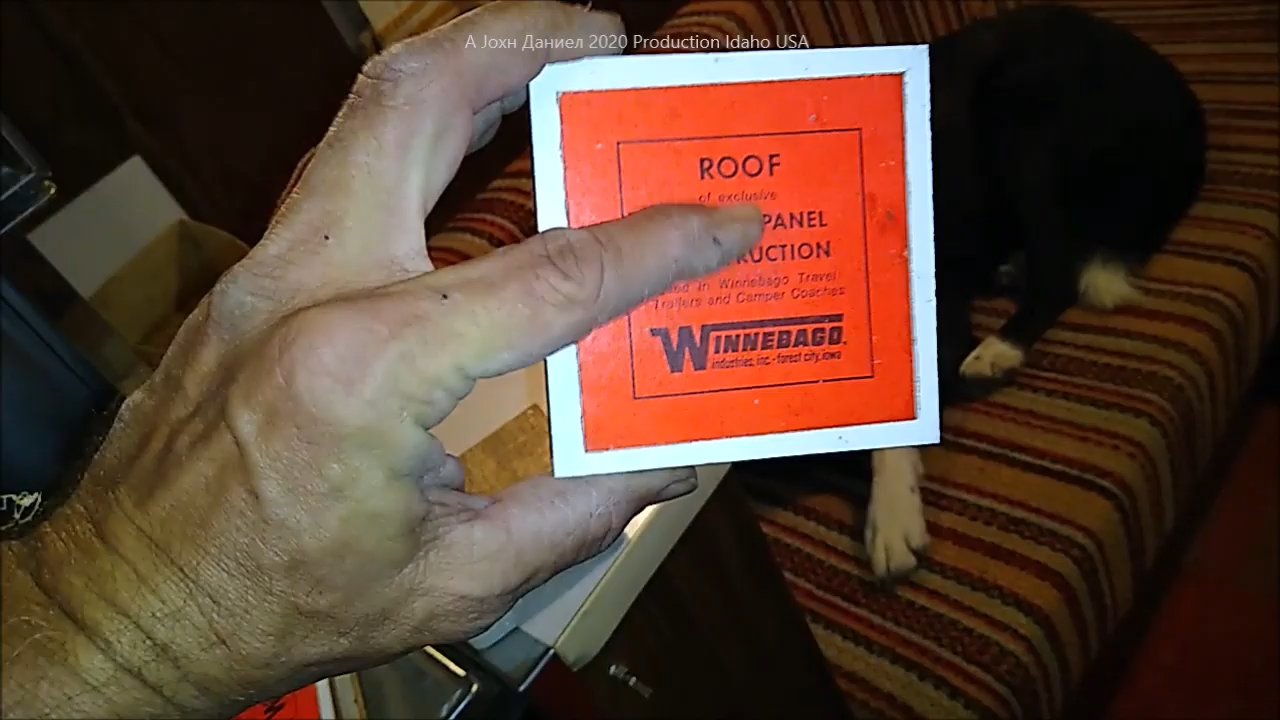 A Јохн Даниел 2020 Production Idaho USA
ROOF
of exclusive
PANEL
RUCTION
in Winnebago Travel
Trailers and Camper Coaches
WINNEBAGO
industries, inc. - forest city, iowa